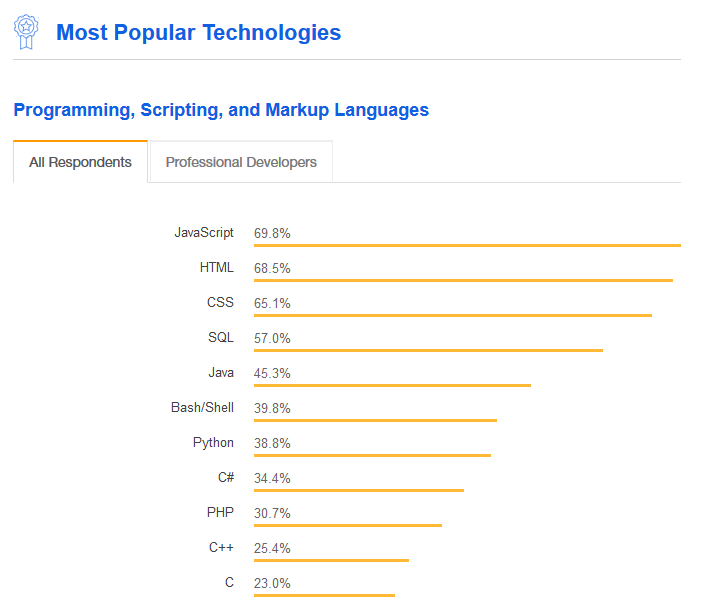 Most Popular Technologies
Programming, Scripting, and Markup Languages
All Respondents Professional Developers
JavaScript 69.8%
HTML 68.5%
CSS 65.1%
SQL 57.0%
Java 45.3%
Bash/Shell 39.8%
Python 38.8%
C# 34.4%
PHP 30.7%
C++ 25.4%
C 23.0%